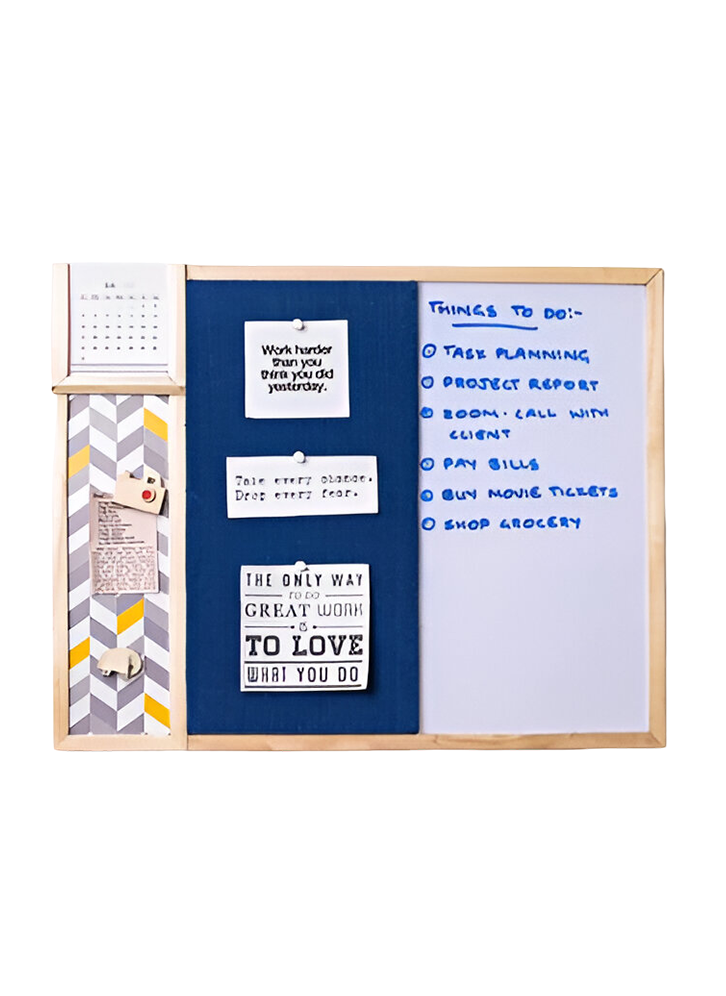 Work harder
than you
think you did
yesterday.
Take every chance.
Drop every fear.
THE ONLY WAY
TO DO
GREAT WORK
IS
TO LOVE
WHAT YOU DO
THINGS TO DO:-
TASK PLANNING
PROJECT REPORT
ZOOM. CALL WITH
CLIENT
PAY BILLS
BUY MOVIE TICKETS
SHOP GROCERY